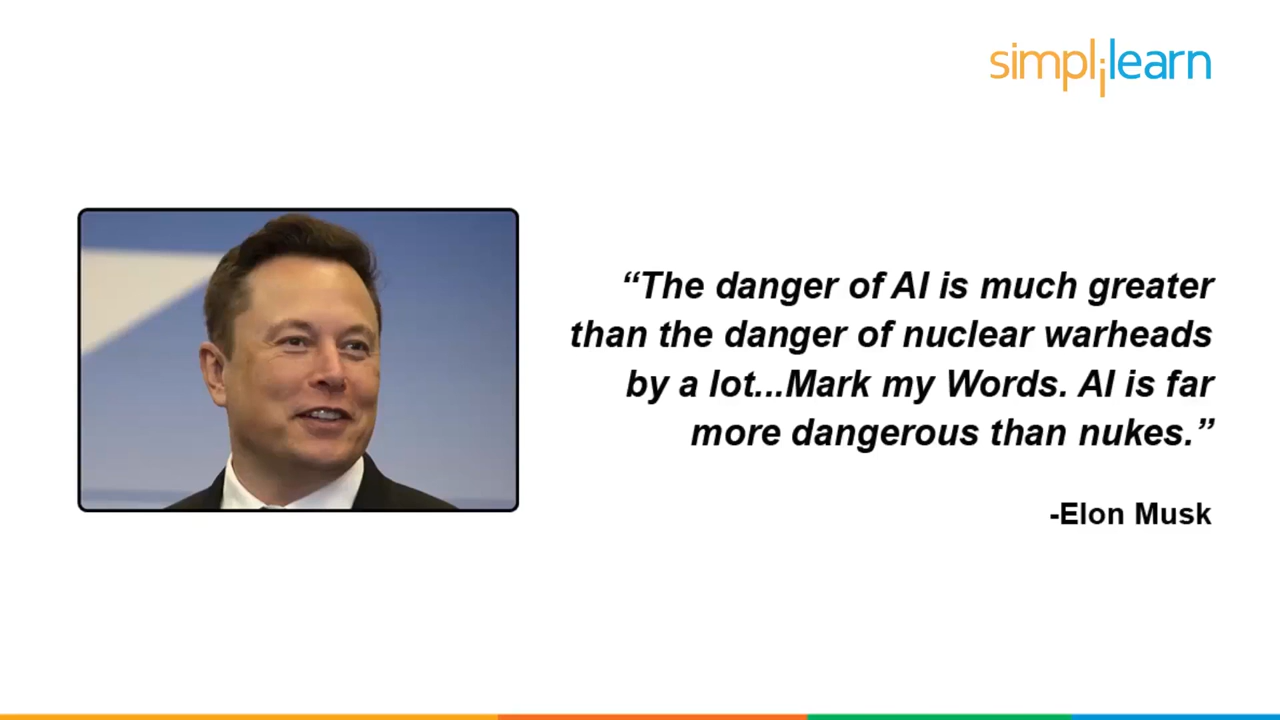 simplilearn
“The danger of AI is much greater
than the danger of nuclear warheads
by a lot...Mark my Words. AI is far
more dangerous than nukes.”
-Elon Musk